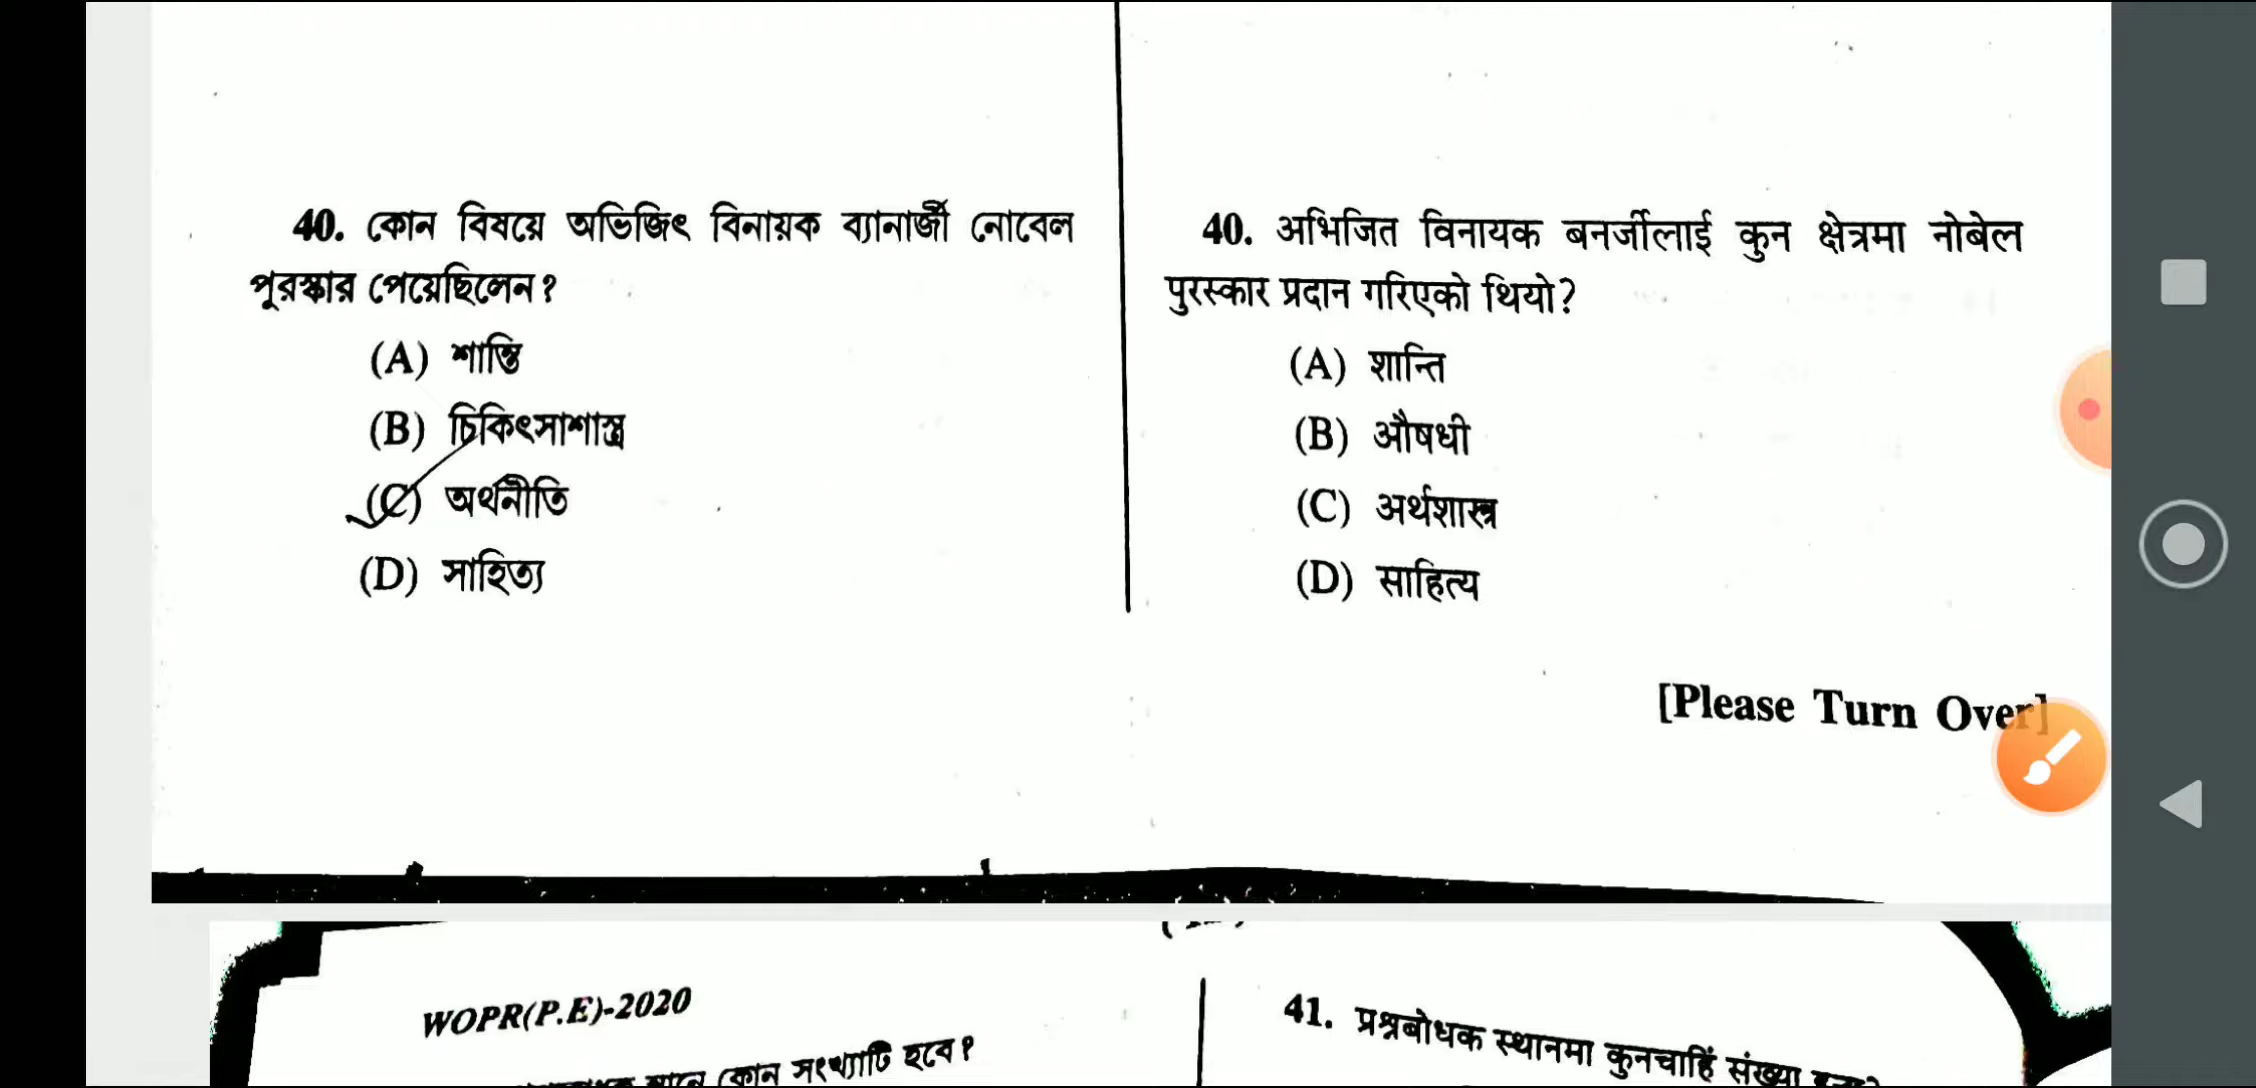 40. কোন বিষয়ে অভিজিৎ বিনায়ক ব্যানার্জী নোবেল
পুরস্কার পেয়েছিলেন?
(A) শান্তি
(B) চিকিৎসাশাস্ত্র
(C) অর্থনীতি
(D) সাহিত্য
40. अभिजित विनायक बनर्जीलाई कुन क्षेत्रमा नोबेल
पुरस्कार प्रदान गरिएको थियो?
(A) शान्ति
(B) औषधी
(C) अर्थशास्त्र
(D) साहित्य
[Please Turn Over]
WOPR(P.E)-2020
কোন সংখ্যাটি হবে?
41. प्रश्नबोधक स्थानमा कुनचाहिं संख्या